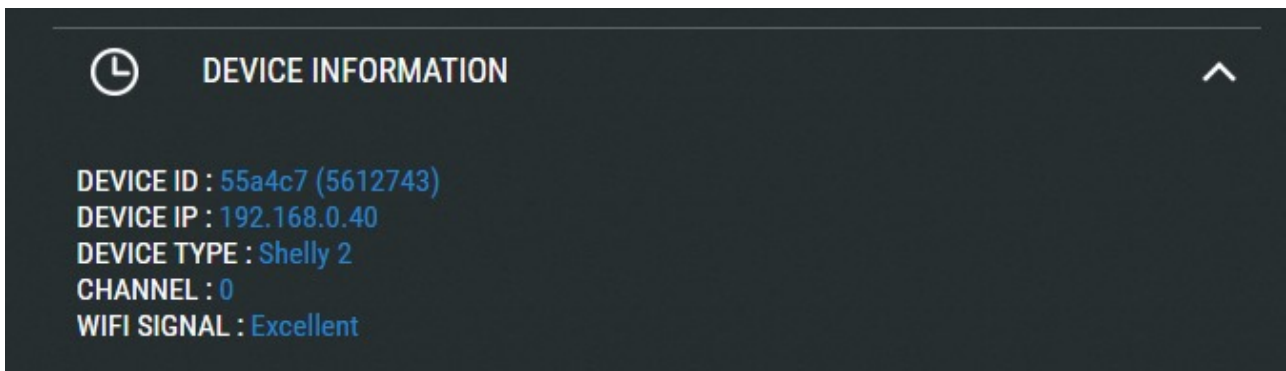 DEVICE INFORMATION
DEVICE ID : 55a4c7 (5612743)
DEVICE IP : 192.168.0.40
DEVICE TYPE : Shelly 2
CHANNEL : 0
WIFI SIGNAL : Excellent